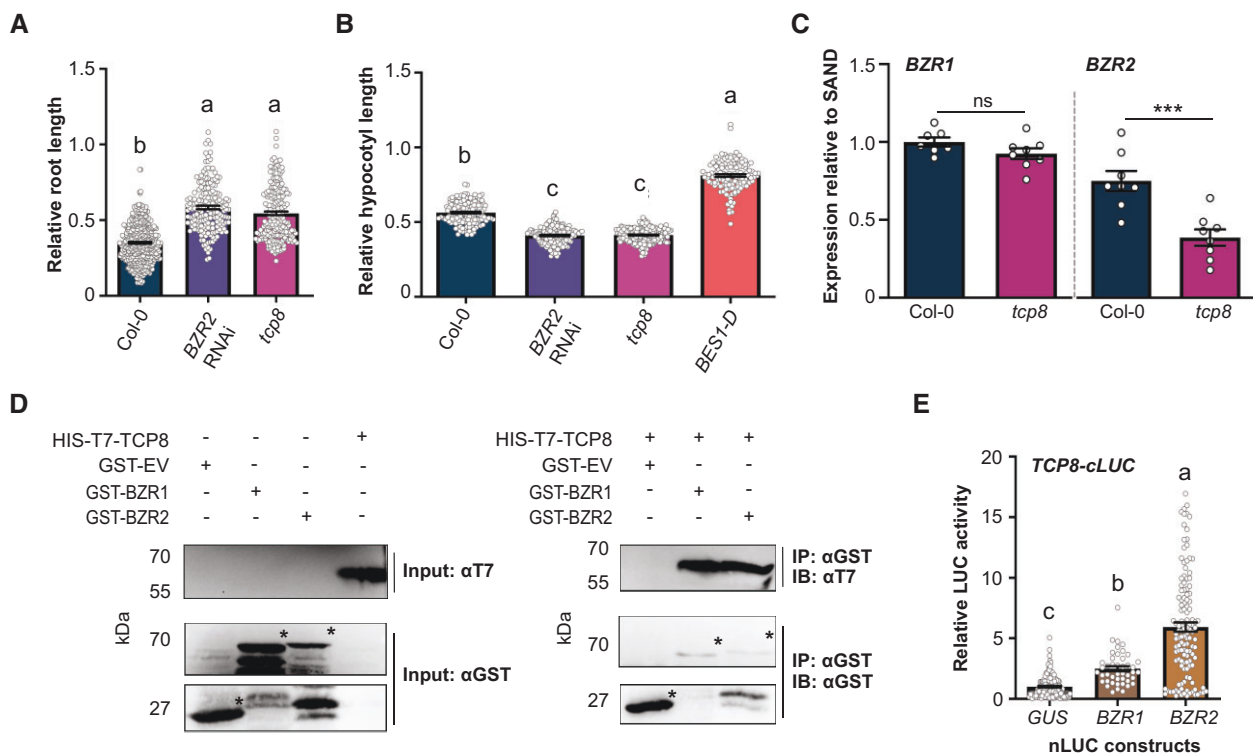 A
Relative root length
1.5
1.0
0.5
0
b
a
a
Col-0
BZR2 RNAi
tcp8
B
Relative hypocotyl length
1.5
1.0
0.5
0
b
c
c
a
Col-0
BZR2 RNAi
tcp8
BES1-D
C
Expression relative to SAND
1.5
1.0
0.5
0
BZR1
BZR2
ns
***
Col-0
tcp8
Col-0
tcp8
D
HIS-T7-TCP8 - - - +
GST-EV + - - -
GST-BZR1 - + - -
GST-BZR2 - - + -
70
55
Input: αT7
kDa
70
* *
Input: αGST
27
*
HIS-T7-TCP8 + + +
GST-EV + - -
GST-BZR1 - + -
GST-BZR2 - - +
70
55
IP: αGST
IB: αT7
kDa
70
* *
IP: αGST
IB: αGST
27
*
E
Relative LUC activity
20
15
10
5
0
TCP8-cLUC
c
b
a
GUS
BZR1
BZR2
nLUC constructs